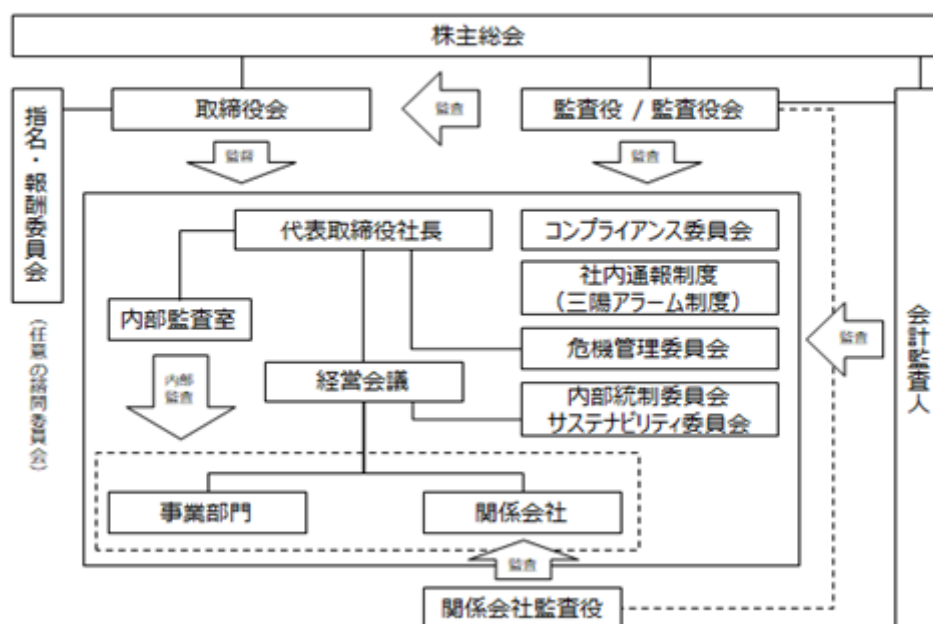 株主総会
取締役会
監査
監査役 / 監査役会
指名・報酬委員会
(任意の諮問委員会)
監督
監査
代表取締役社長
コンプライアンス委員会
社内通報制度
(三陽アラーム制度)
内部監査室
危機管理委員会
監査
会計監査人
内部
監査
経営会議
内部統制委員会
サステナビリティ委員会
事業部門
関係会社
監査
関係会社監査役